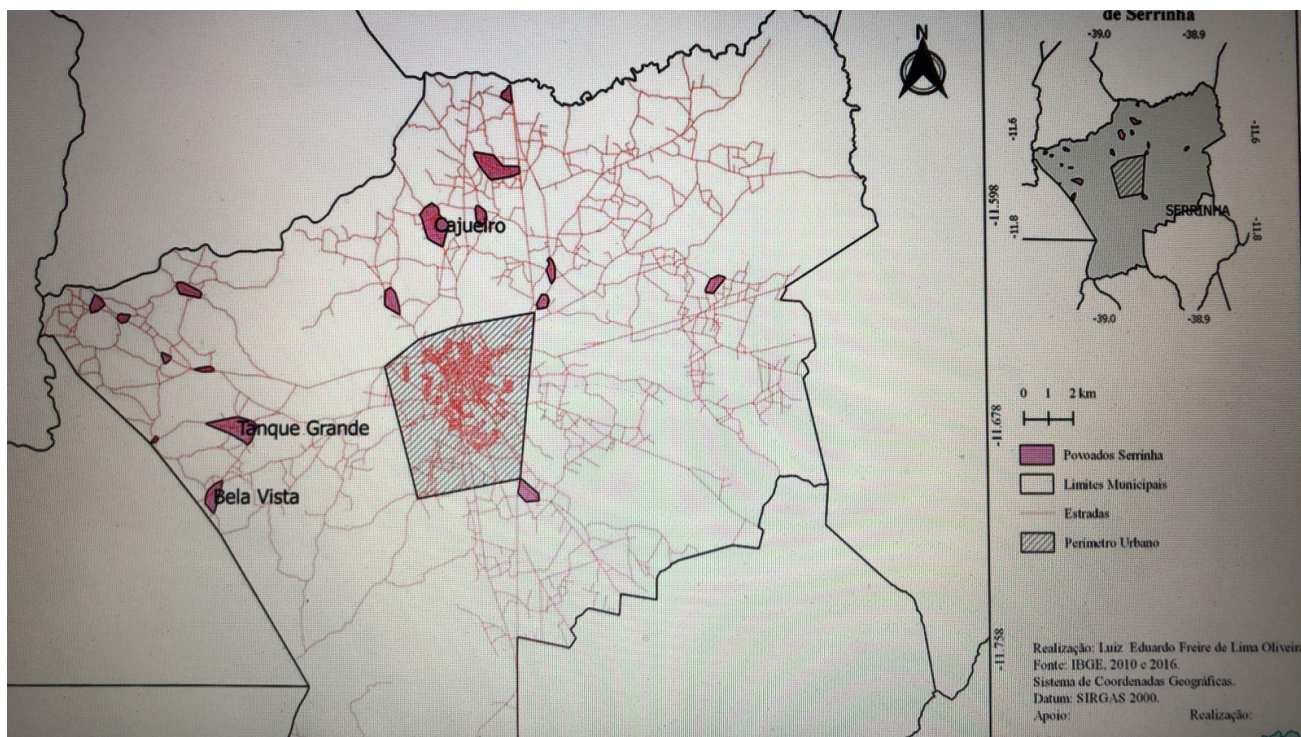 de Serrinha
-39.0
-38.9
-11.6
-11.6
-11.8
-11.8
SERRINHA
-39.0
-38.9
N
Cajueiro
Tanque Grande
Bela Vista
-11.598
-11.678
-11.758
0 1 2 km
Povoados Serrinha
Limites Municipais
Estradas
Perímetro Urbano
Realização: Luiz Eduardo Freire de Lima Oliveira
Fonte: IBGE, 2010 e 2016.
Sistema de Coordenadas Geográficas.
Datum: SIRGAS 2000.
Apoio: Realização: